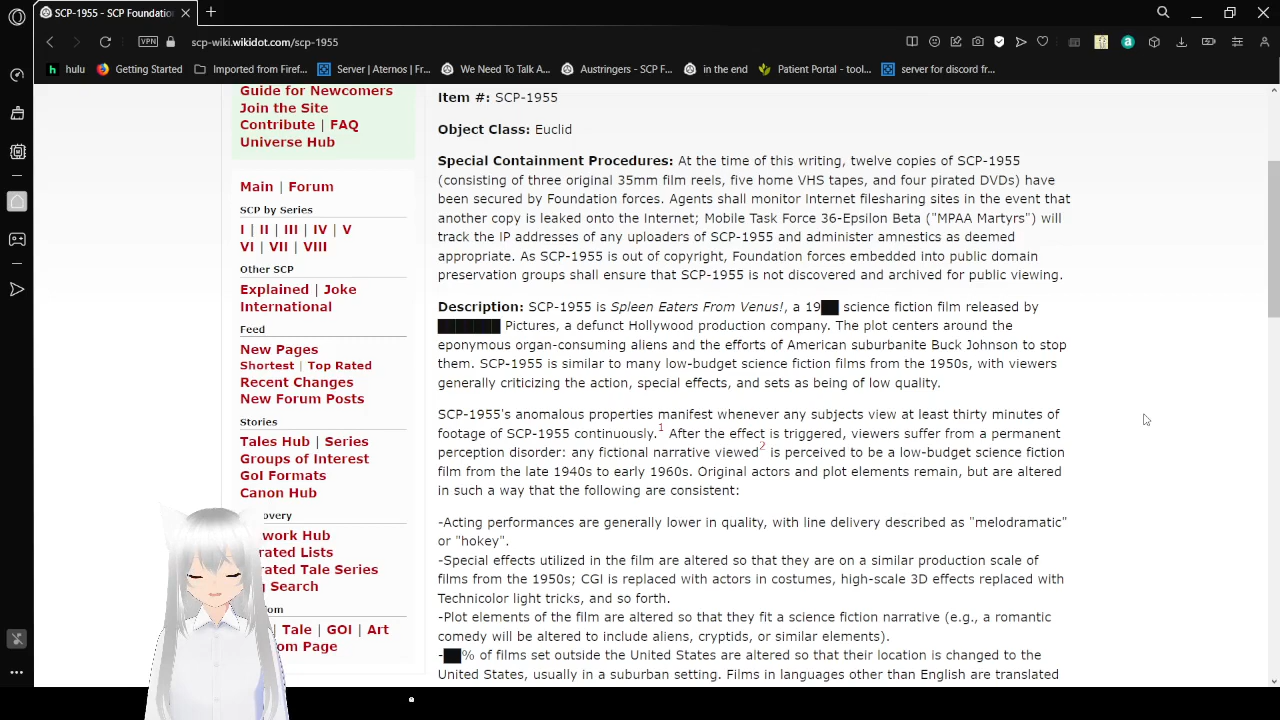 SCP-1955 - SCP Foundatio
scp-wiki.wikidot.com/scp-1955
VPN
hulu
Getting Started
Imported from Firef...
Server | Aternos | Fr...
We Need To Talk A...
Austringers - SCP F...
in the end
Patient Portal - tool...
server for discord fr...
Guide for Newcomers
Join the Site
Contribute | FAQ
Universe Hub
Main | Forum
SCP by Series
I | II | III | IV | V
VI | VII | VIII
Other SCP
Explained | Joke
International
Feed
New Pages
Shortest | Top Rated
Recent Changes
New Forum Posts
Stories
Tales Hub | Series
Groups of Interest
GoI Formats
Canon Hub
overy
work Hub
rated Lists
rated Tale Series
Search
om
| Tale | GOI | Art
om Page
Item #: SCP-1955
Object Class: Euclid
Special Containment Procedures: At the time of this writing, twelve copies of SCP-1955
(consisting of three original 35mm film reels, five home VHS tapes, and four pirated DVDs) have
been secured by Foundation forces. Agents shall monitor Internet filesharing sites in the event that
another copy is leaked onto the Internet; Mobile Task Force 36-Epsilon Beta ("MPAA Martyrs") will
track the IP addresses of any uploaders of SCP-1955 and administer amnestics as deemed
appropriate. As SCP-1955 is out of copyright, Foundation forces embedded into public domain
preservation groups shall ensure that SCP-1955 is not discovered and archived for public viewing.
Description: SCP-1955 is Spleen Eaters From Venus!, a 19██ science fiction film released by
███████ Pictures, a defunct Hollywood production company. The plot centers around the
eponymous organ-consuming aliens and the efforts of American suburbanite Buck Johnson to stop
them. SCP-1955 is similar to many low-budget science fiction films from the 1950s, with viewers
generally criticizing the action, special effects, and sets as being of low quality.
SCP-1955's anomalous properties manifest whenever any subjects view at least thirty minutes of
footage of SCP-1955 continuously.1 After the effect is triggered, viewers suffer from a permanent
perception disorder: any fictional narrative viewed2 is perceived to be a low-budget science fiction
film from the late 1940s to early 1960s. Original actors and plot elements remain, but are altered
in such a way that the following are consistent:
-Acting performances are generally lower in quality, with line delivery described as "melodramatic"
or "hokey".
-Special effects utilized in the film are altered so that they are on a similar production scale of
films from the 1950s; CGI is replaced with actors in costumes, high-scale 3D effects replaced with
Technicolor light tricks, and so forth.
-Plot elements of the film are altered so that they fit a science fiction narrative (e.g., a romantic
comedy will be altered to include aliens, cryptids, or similar elements).
-██% of films set outside the United States are altered so that their location is changed to the
United States, usually in a suburban setting. Films in languages other than English are translated